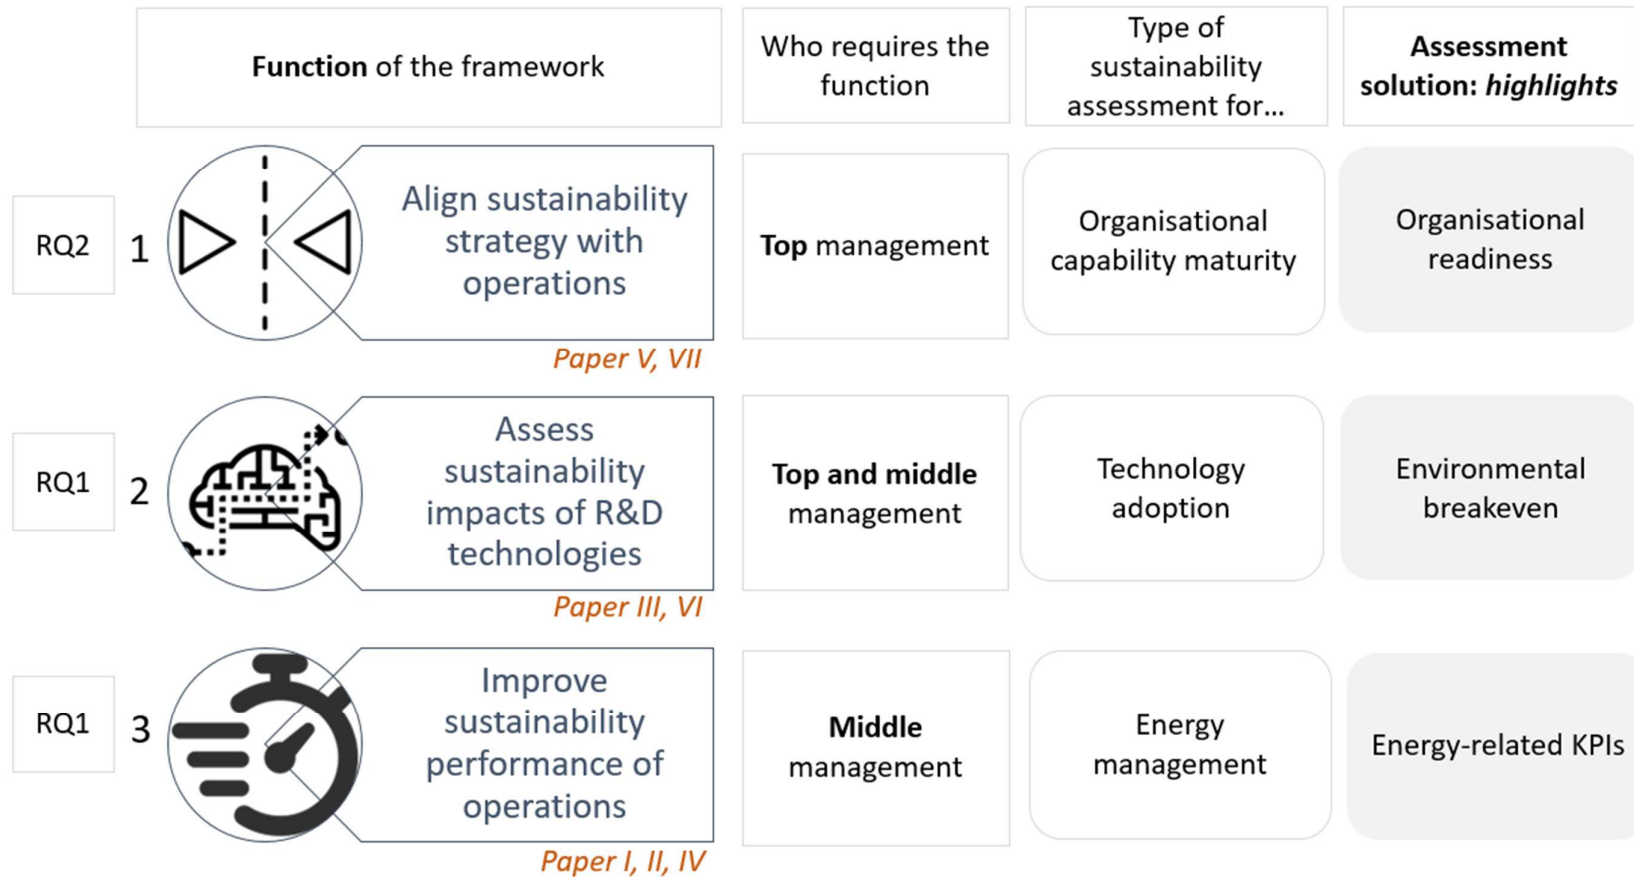 Function of the framework
Who requires the
function
Type of
sustainability
assessment for...
Assessment
solution: highlights
RQ2
1
Align sustainability
strategy with
operations
Paper V, VII
Top management
Organisational
capability maturity
Organisational
readiness
RQ1
2
Assess
sustainability
impacts of R&D
technologies
Paper III, VI
Top and middle
management
Technology
adoption
Environmental
breakeven
RQ1
3
Improve
sustainability
performance of
operations
Paper I, II, IV
Middle
management
Energy
management
Energy-related KPIs